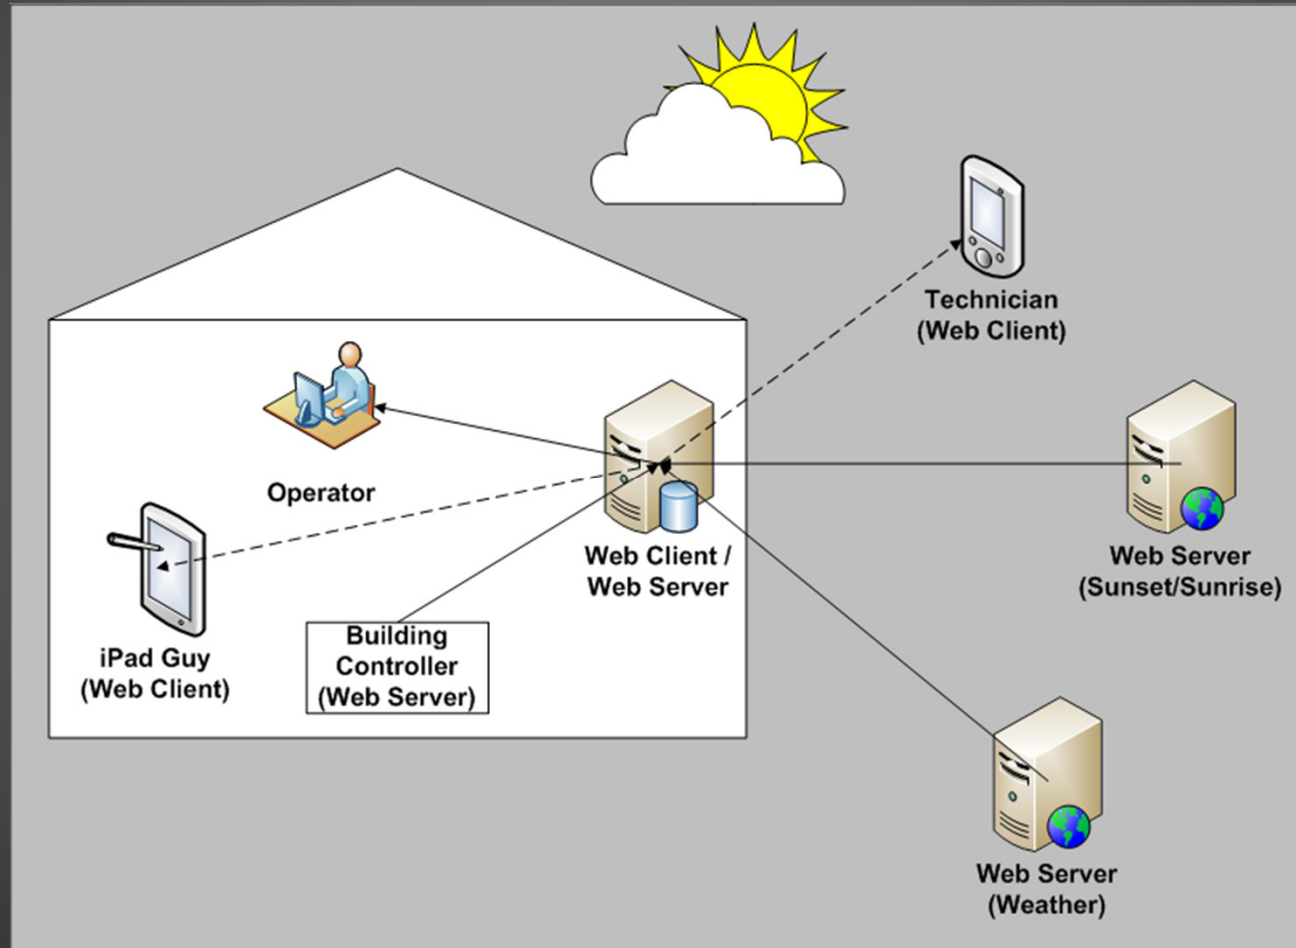 Technician
(Web Client)
Operator
Web Client /
Web Server
Web Server
(Sunset/Sunrise)
iPad Guy
(Web Client)
Building
Controller
(Web Server)
Web Server
(Weather)